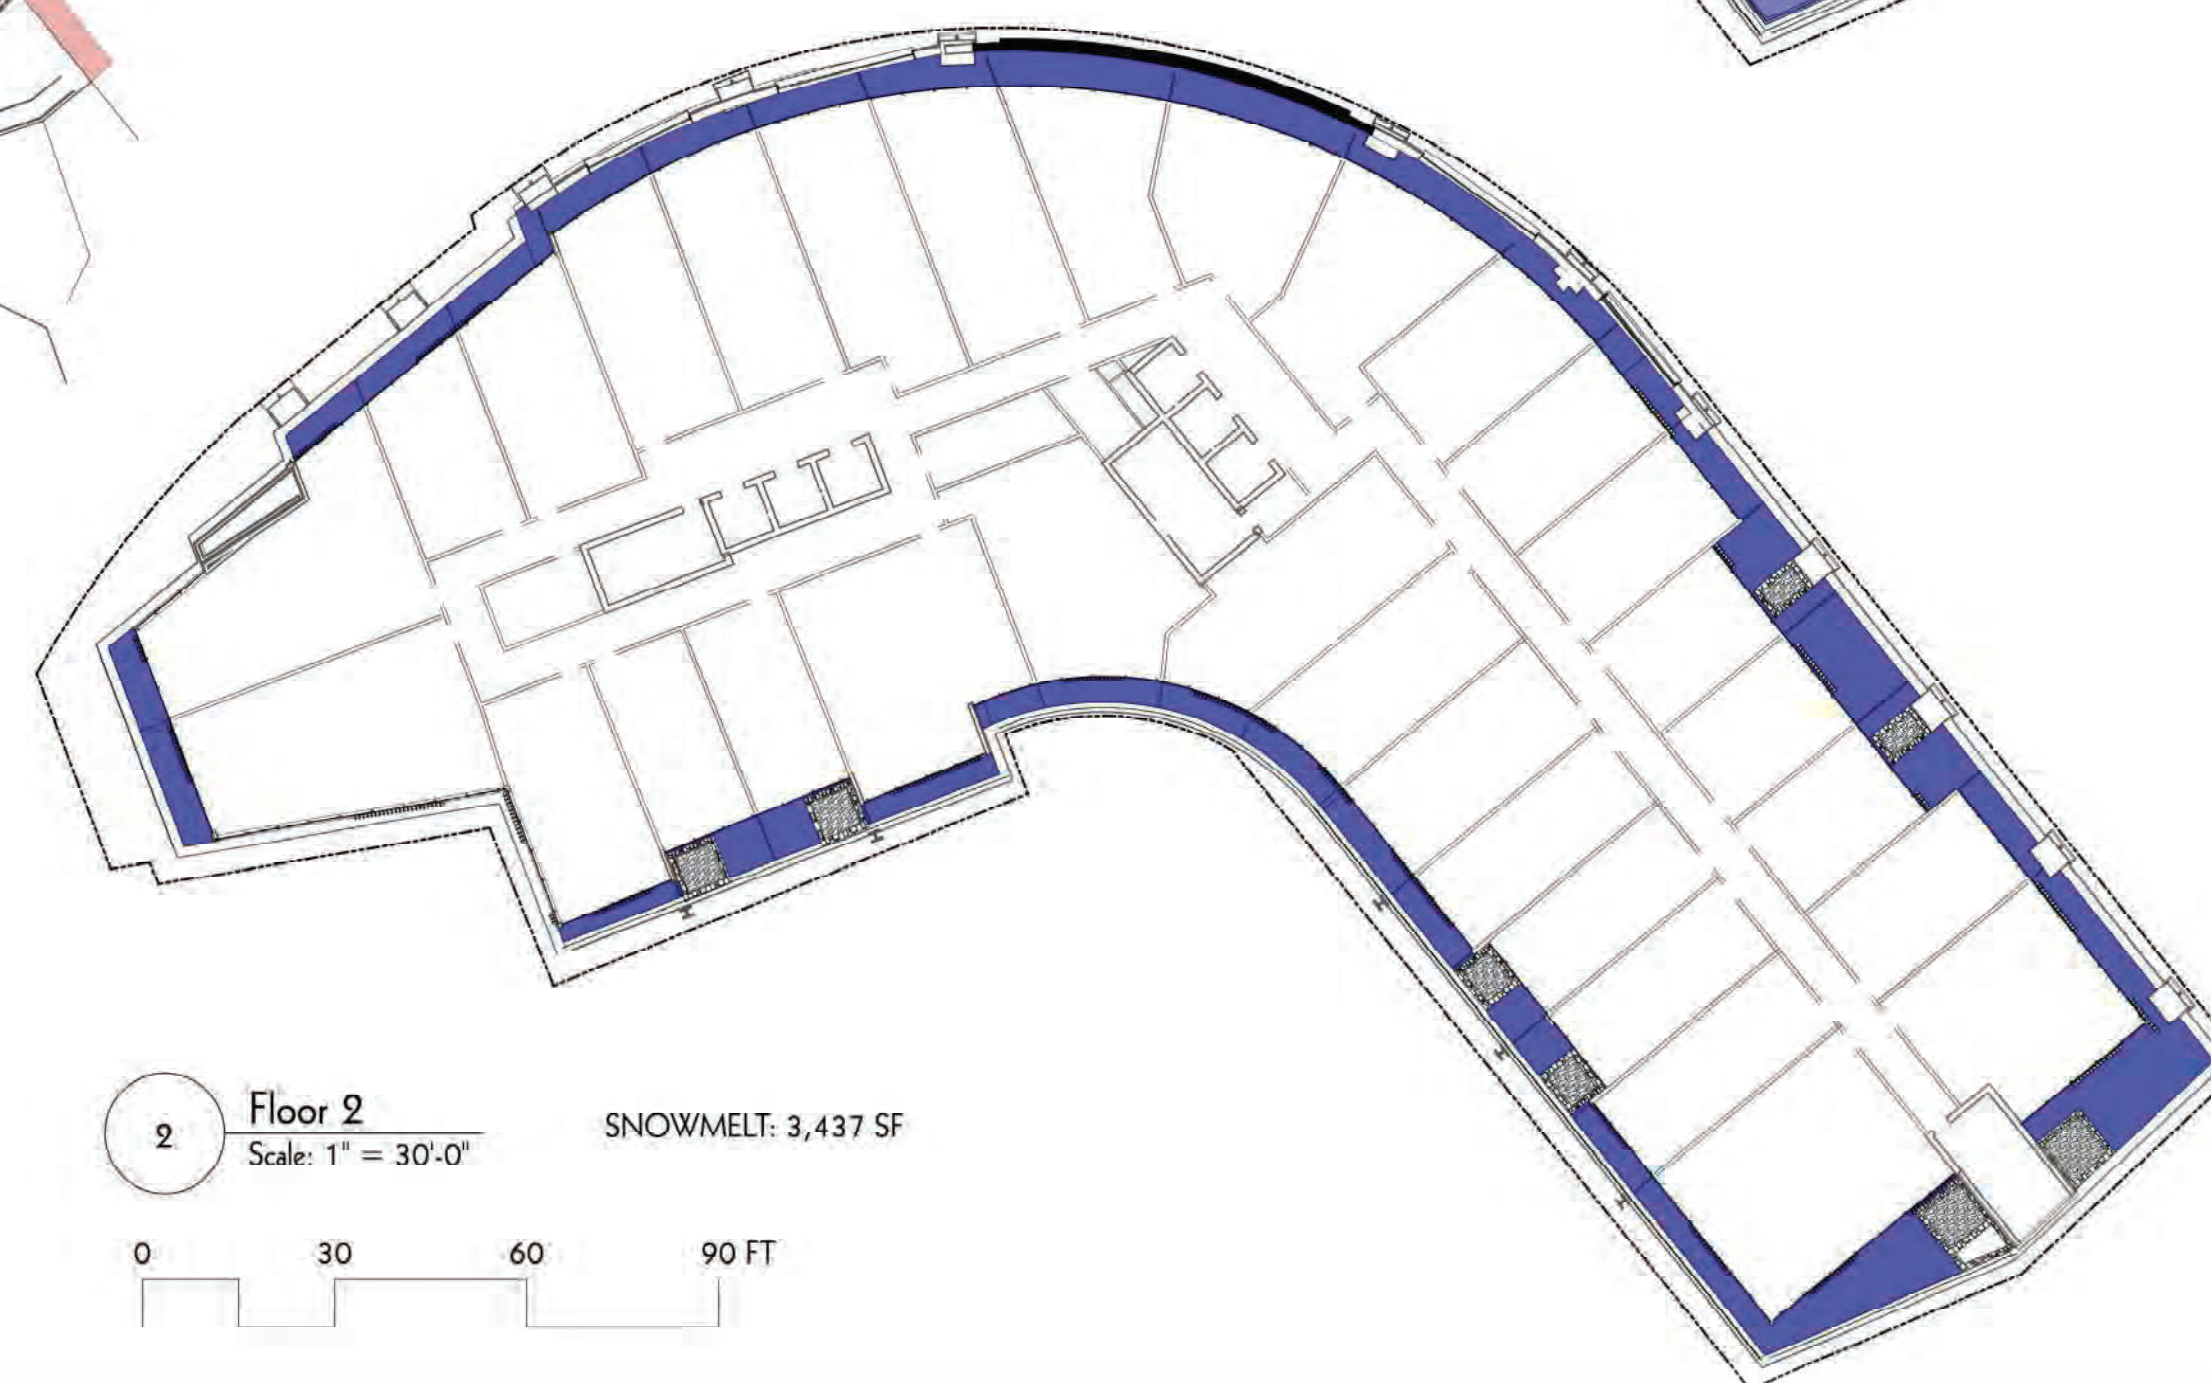 2
Floor 2
Scale: 1" = 30'-0"
SNOWMELT: 3,437 SF
0 30 60 90 FT